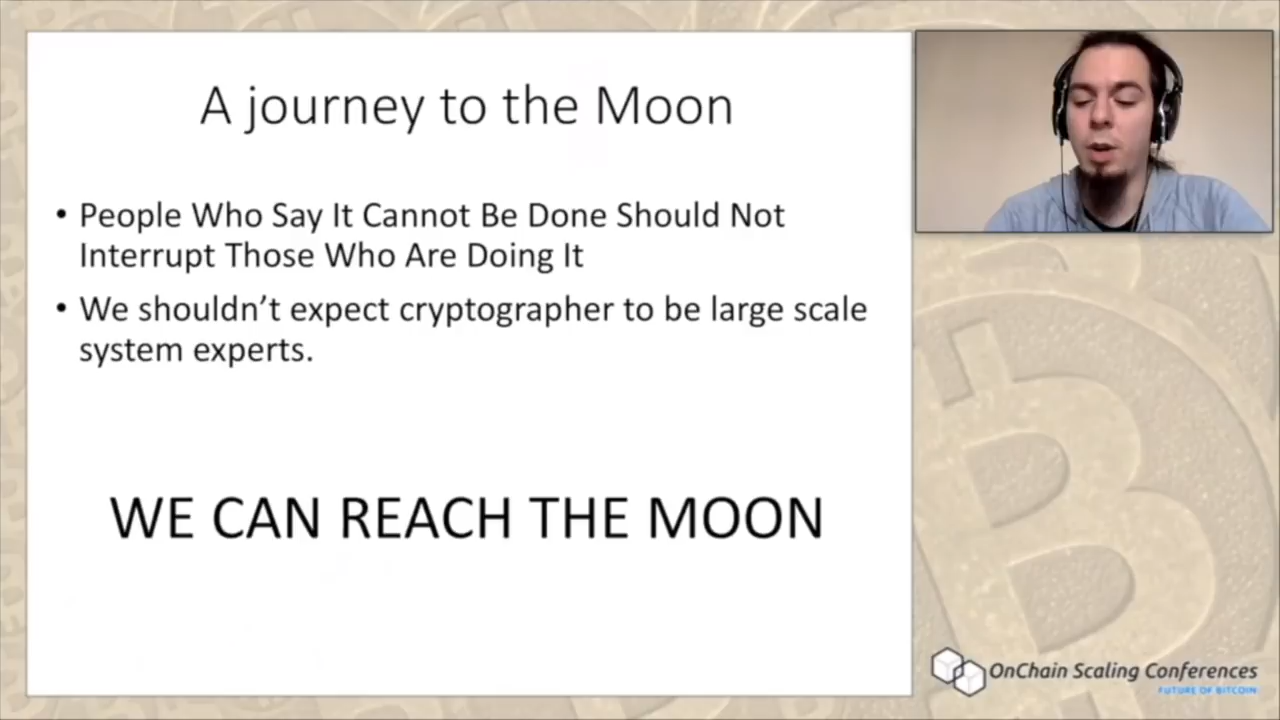 A journey to the Moon
• People Who Say It Cannot Be Done Should Not
Interrupt Those Who Are Doing It
• We shouldn’t expect cryptographer to be large scale
system experts.
WE CAN REACH THE MOON
OnChain Scaling Conferences
FUTURE OF BITCOIN